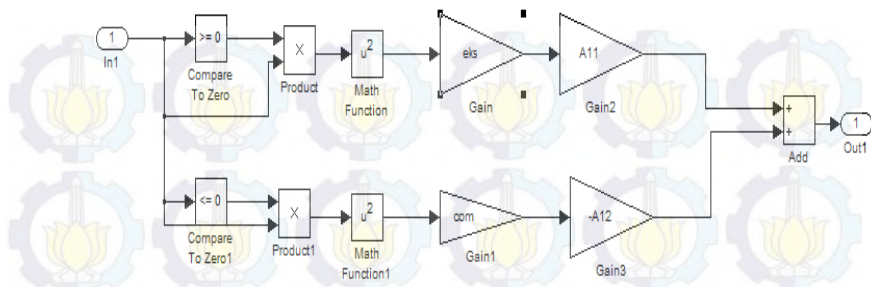 1
In1
>= 0
Compare
To Zero
X
Product
u²
Math
Function
eks
Gain
A11
Gain2
+
+
Add
1
Out1
<= 0
Compare
To Zero1
X
Product1
u²
Math
Function1
com
Gain1
-A12
Gain3